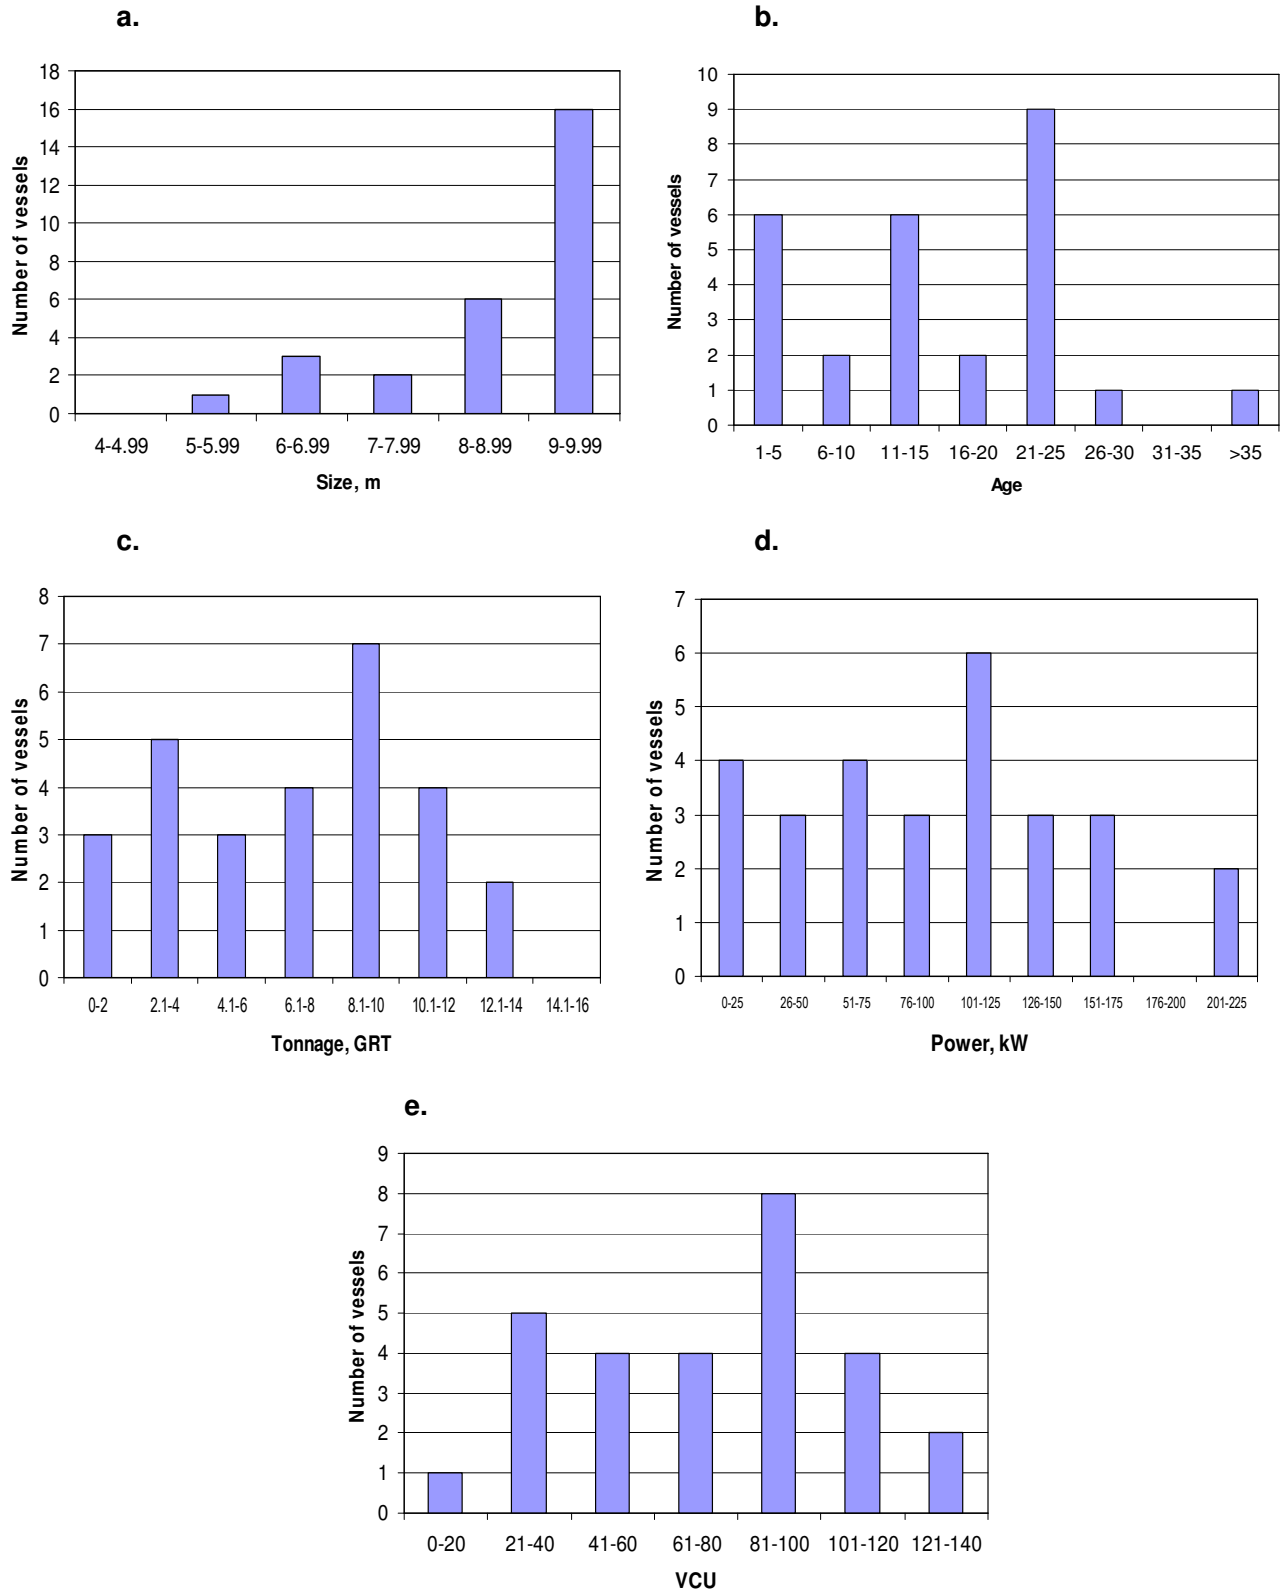 a.
18
16
14
12
10
8
6
4
2
0
Number of vessels
4-4.99 5-5.99 6-6.99 7-7.99 8-8.99 9-9.99
Size, m
b.
10
9
8
7
6
5
4
3
2
1
0
Number of vessels
1-5 6-10 11-15 16-20 21-25 26-30 31-35 >35
Age
c.
8
7
6
5
4
3
2
1
0
Number of vessels
0-2 2.1-4 4.1-6 6.1-8 8.1-10 10.1-12 12.1-14 14.1-16
Tonnage, GRT
d.
7
6
5
4
3
2
1
0
Number of vessels
0-25 26-50 51-75 76-100 101-125 126-150 151-175 176-200 201-225
Power, kW
e.
9
8
7
6
5
4
3
2
1
0
Number of vessels
0-20 21-40 41-60 61-80 81-100 101-120 121-140
VCU